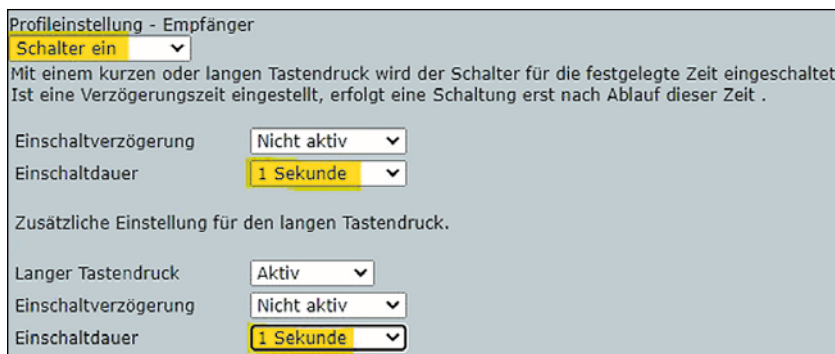 Profileinstellung - Empfänger
Schalter ein
Mit einem kurzen oder langen Tastendruck wird der Schalter für die festgelegte Zeit eingeschaltet
Ist eine Verzögerungszeit eingestellt, erfolgt eine Schaltung erst nach Ablauf dieser Zeit .
Einschaltverzögerung Nicht aktiv
Einschaltdauer 1 Sekunde
Zusätzliche Einstellung für den langen Tastendruck.
Langer Tastendruck Aktiv
Einschaltverzögerung Nicht aktiv
Einschaltdauer 1 Sekunde